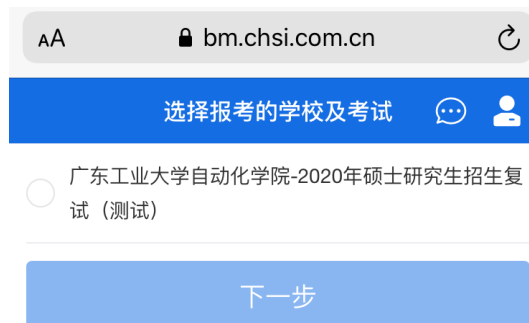 AA bm.chsi.com.cn
选择报考的学校及考试
广东工业大学自动化学院-2020年硕士研究生招生复
试（测试）
下一步